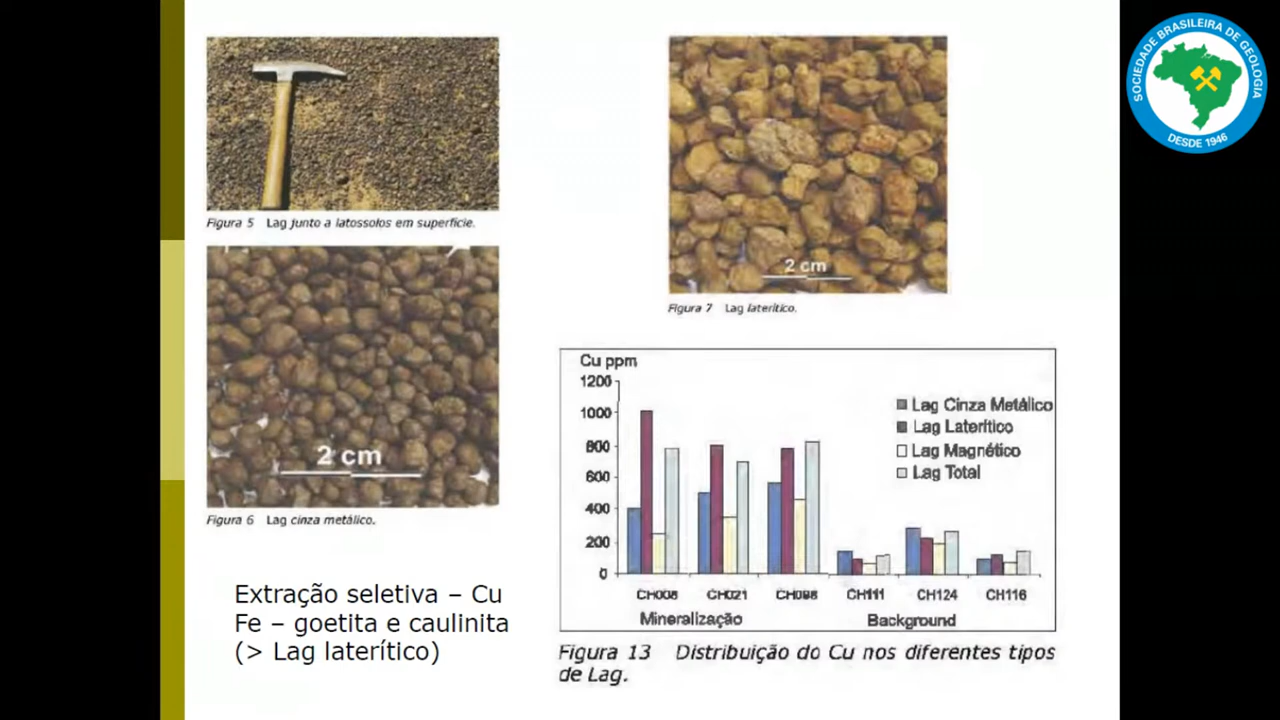 SOCIEDADE BRASILEIRA DE GEOLOGIA
DESDE 1946
Figura 5 Lag junto a latossolos em superfície.
2 cm
Figura 6 Lag cinza metálico.
Extração seletiva – Cu
Fe – goetita e caulinita
(> Lag laterítico)
2 cm
Figura 7 Lag laterítico.
Cu ppm
1200
1000
800
600
400
200
0
Lag Cinza Metálico
Lag Laterítico
Lag Magnético
Lag Total
CH008 CH021 CH098 CH111 CH124 CH116
Mineralização Background
Figura 13 Distribuição do Cu nos diferentes tipos
de Lag.